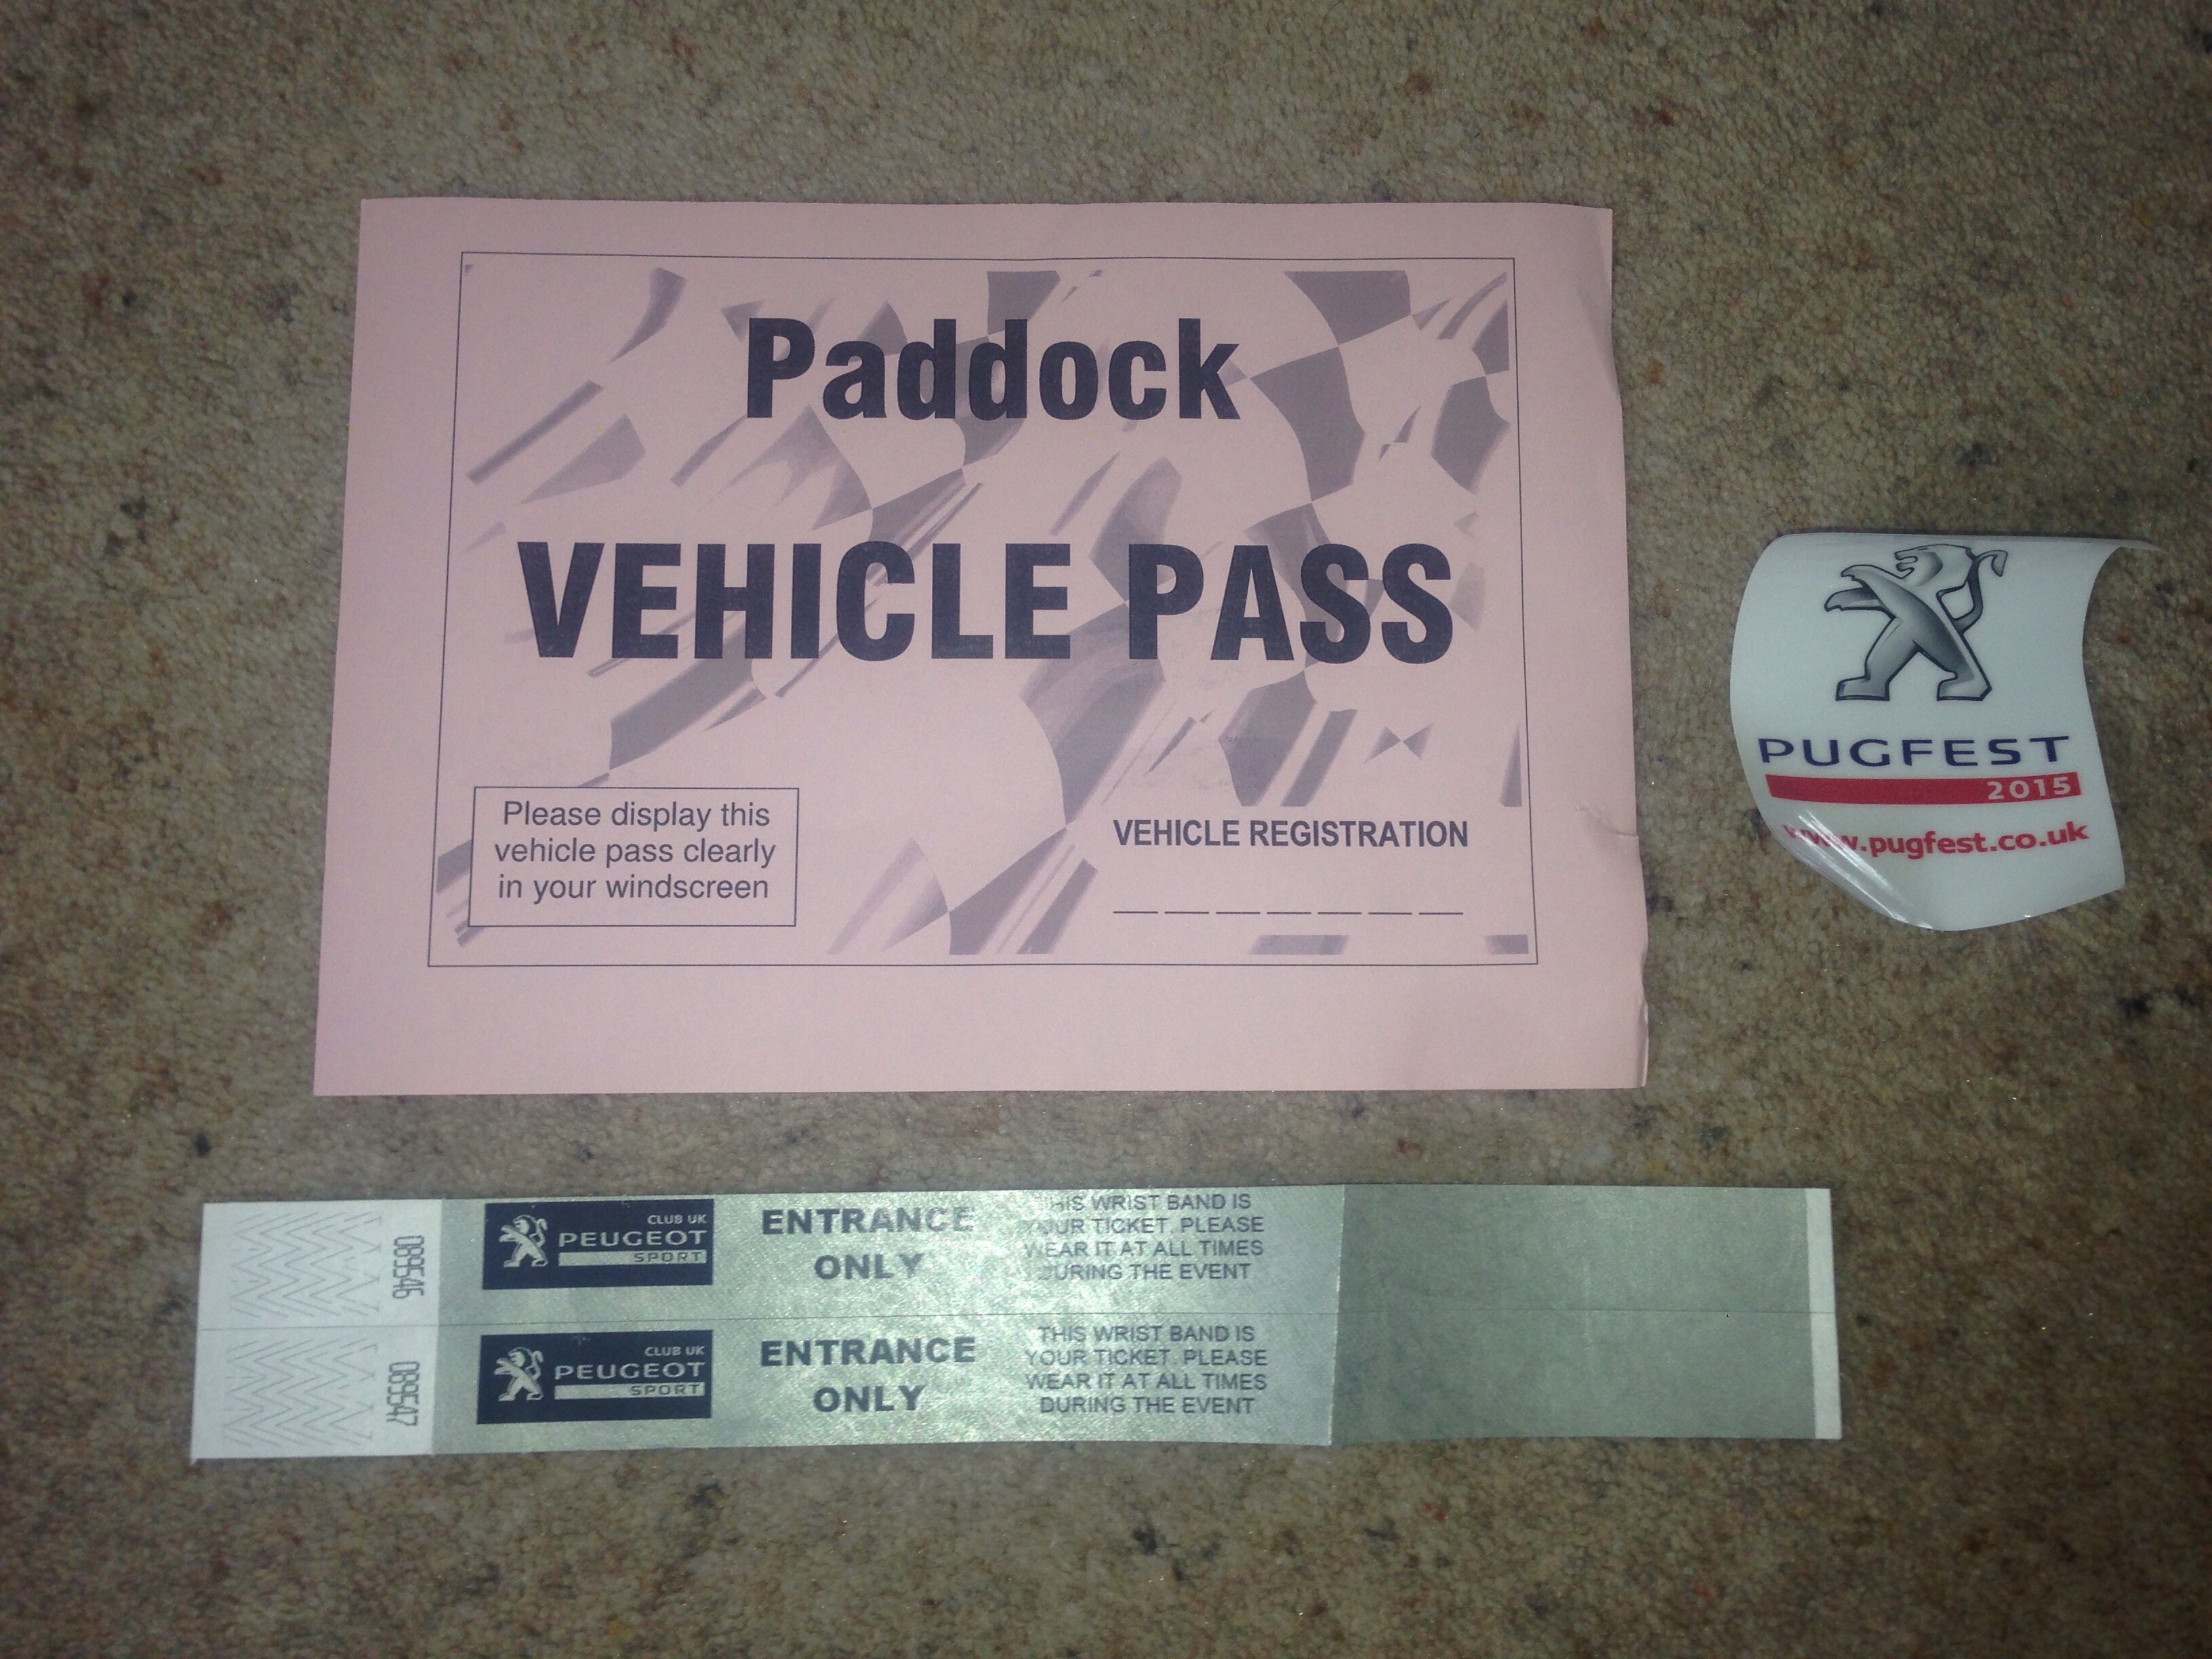 Paddock
VEHICLE PASS
Please display this
vehicle pass clearly
in your windscreen
VEHICLE REGISTRATION
PUGFEST
2015
www.pugfest.co.uk
089546
CLUB UK
PEUGEOT
SPORT
ENTRANCE
ONLY
THIS WRIST BAND IS
YOUR TICKET. PLEASE
WEAR IT AT ALL TIMES
DURING THE EVENT
089547
CLUB UK
PEUGEOT
SPORT
ENTRANCE
ONLY
THIS WRIST BAND IS
YOUR TICKET. PLEASE
WEAR IT AT ALL TIMES
DURING THE EVENT